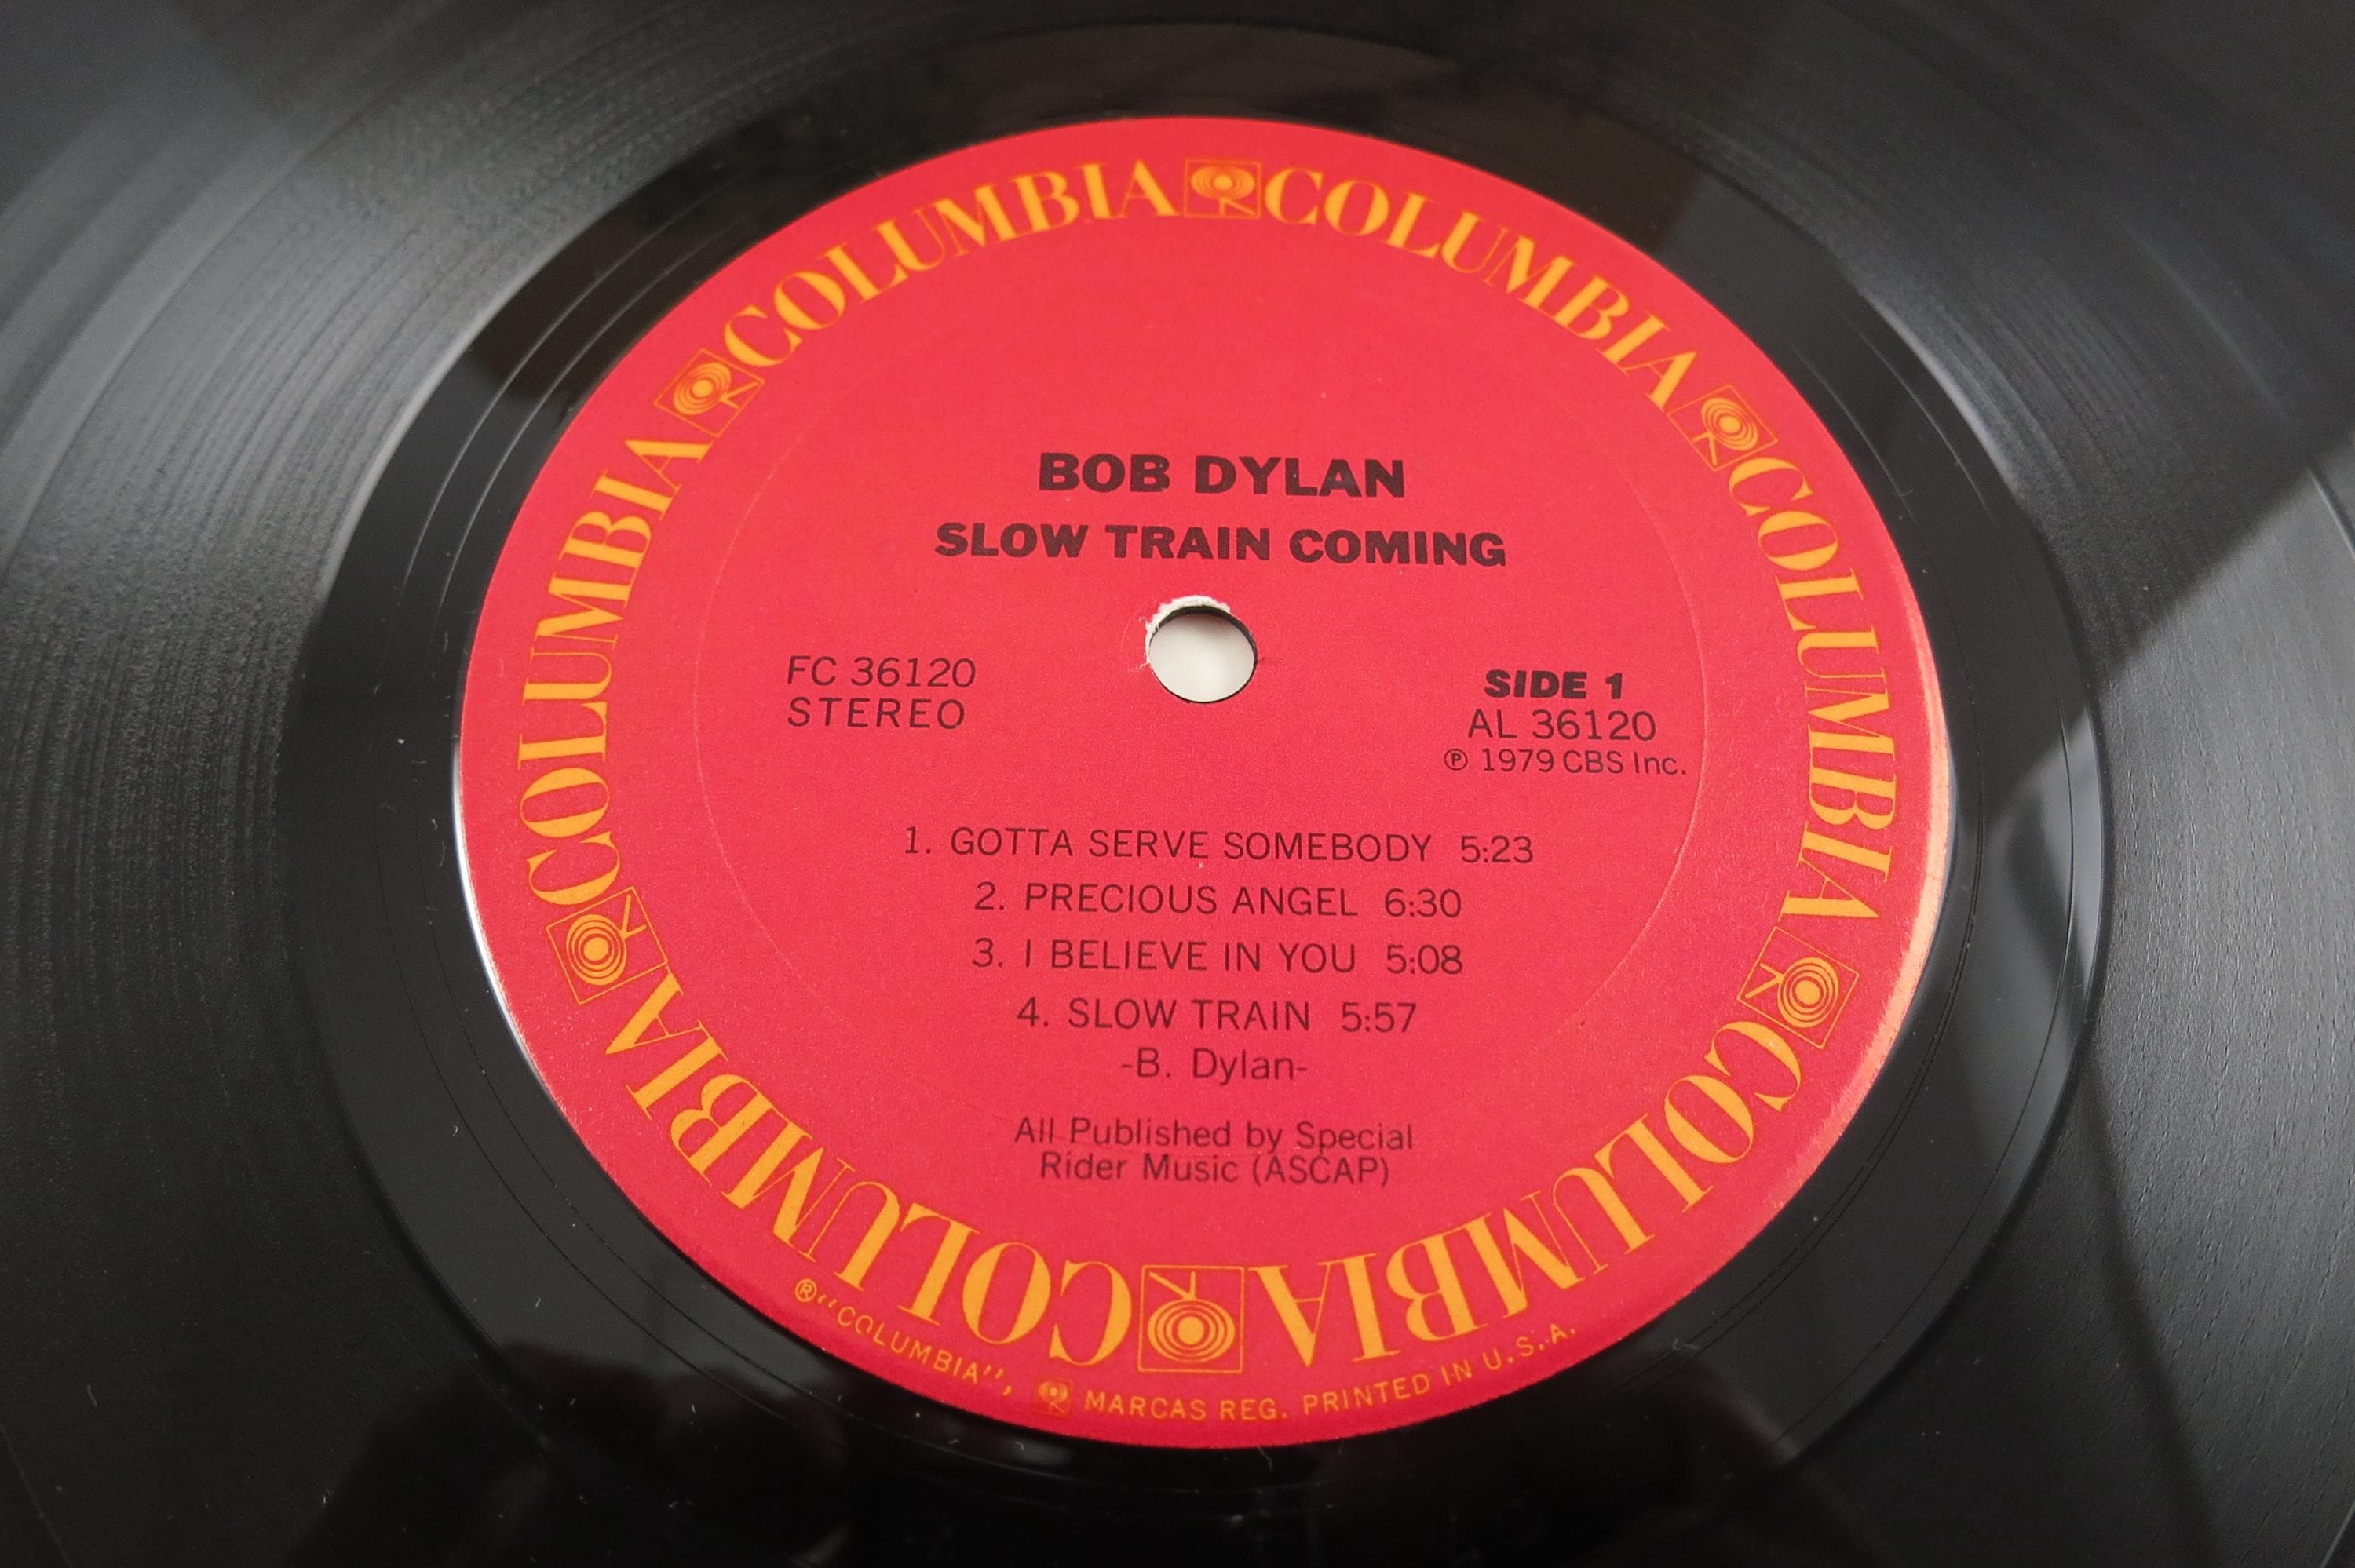 COLUMBIA COLUMBIA COLUMBIA COLUMBIA COLUMBIA COLUMBIA
BOB DYLAN
SLOW TRAIN COMING
FC 36120
STEREO
SIDE 1
AL 36120
℗ 1979 CBS Inc.
1. GOTTA SERVE SOMEBODY 5:23
2. PRECIOUS ANGEL 6:30
3. I BELIEVE IN YOU 5:08
4. SLOW TRAIN 5:57
-B. Dylan-
All Published by Special
Rider Music (ASCAP)
® "COLUMBIA", MARCAS REG. PRINTED IN U.S.A.